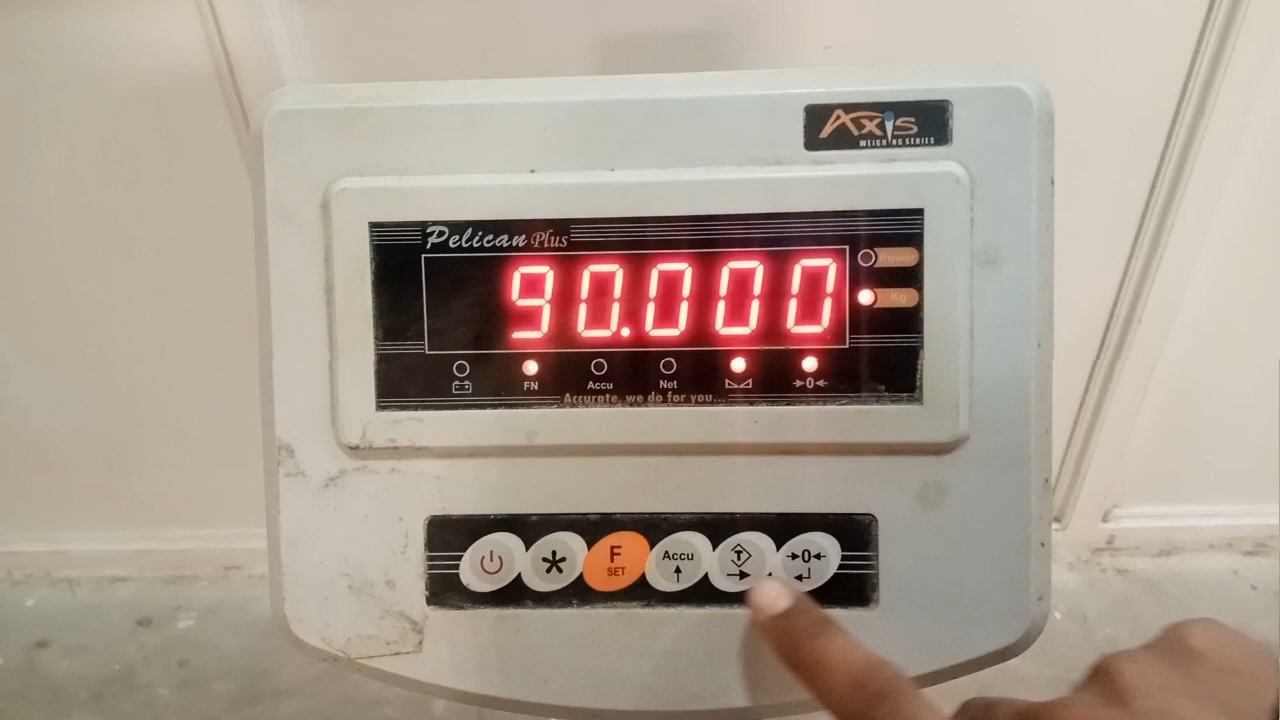 AXIS
WEIGHING SERIES
Pelican Plus
90.000
Power
Kg
FN
Accu
Net
→0←
Accurate, we do for you...
F
SET
Accu
T
→0←